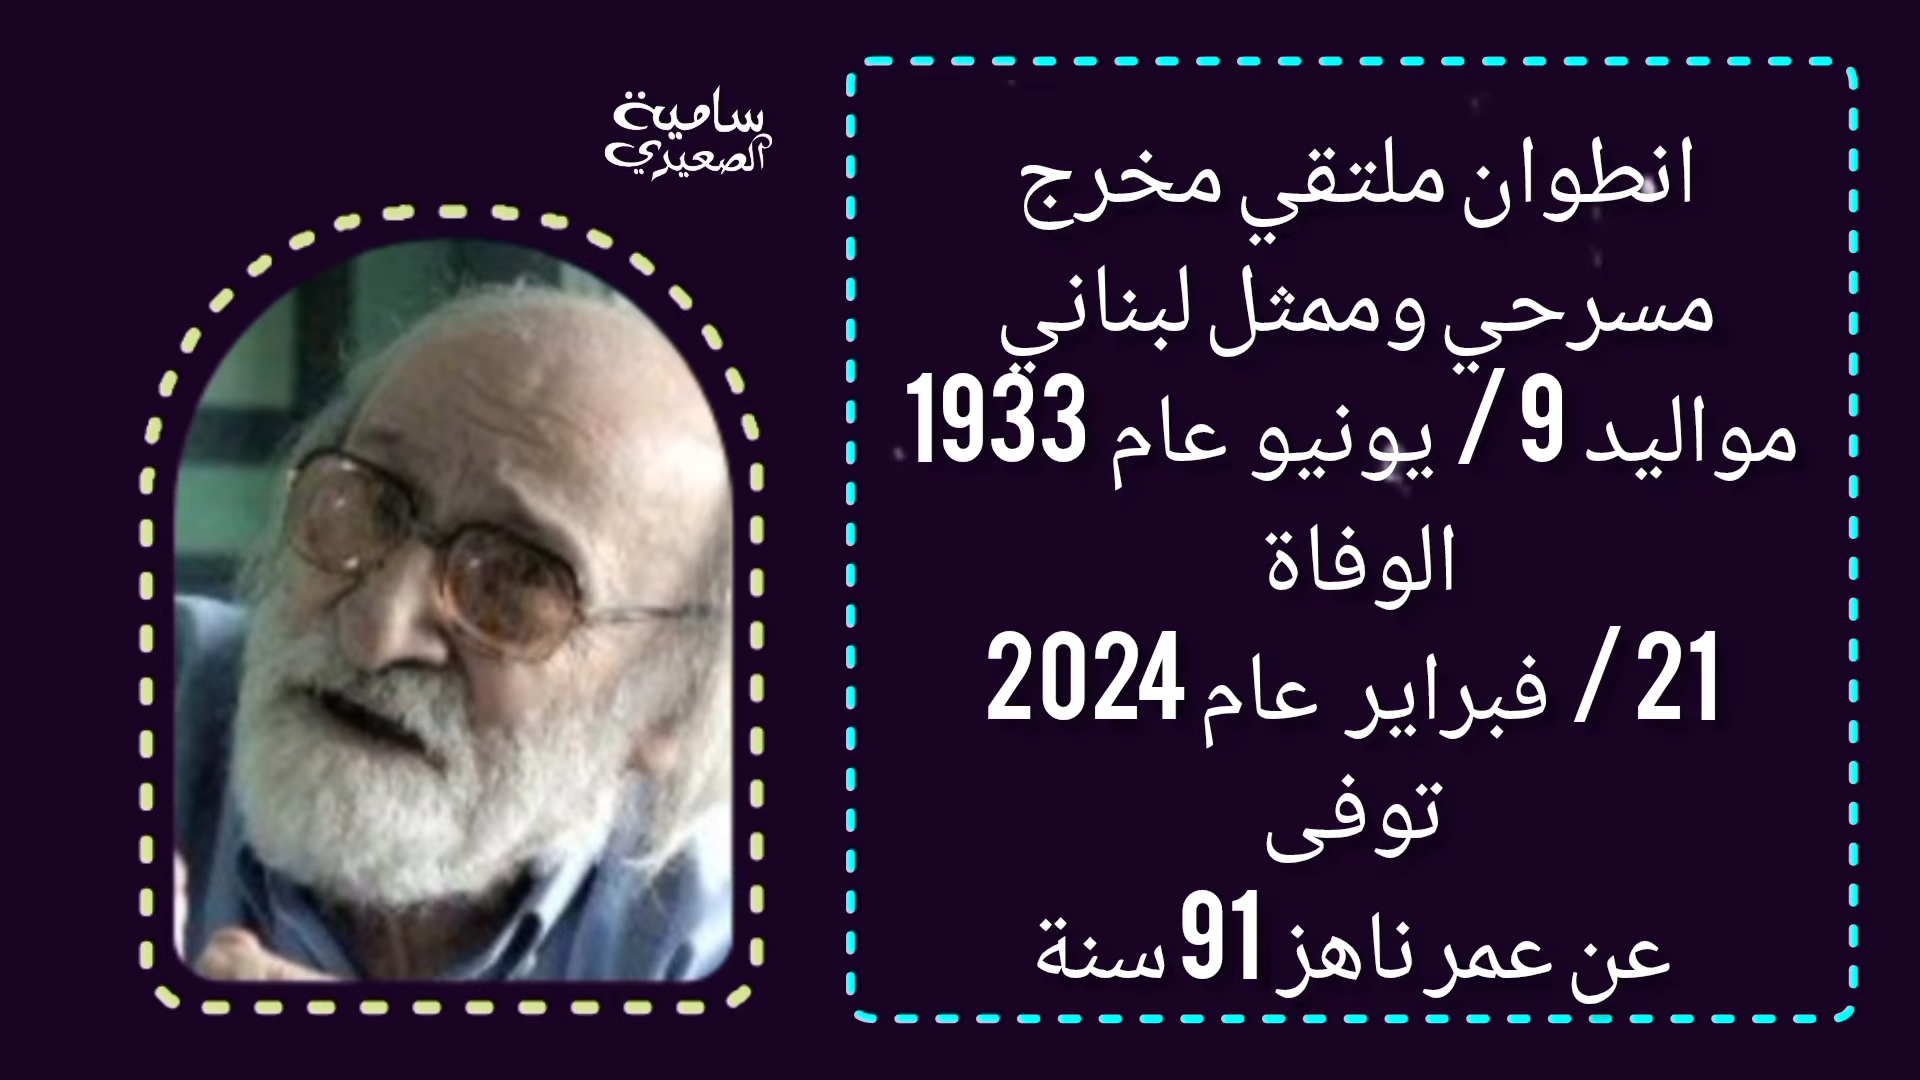 سامية
الصعيري
انطوان ملتقي مخرج
مسرحي وممثل لبناني
مواليد 9 / يونيو عام 1933
الوفاة
21 / فبراير عام 2024
توفى
عن عمر ناهز 91 سنة